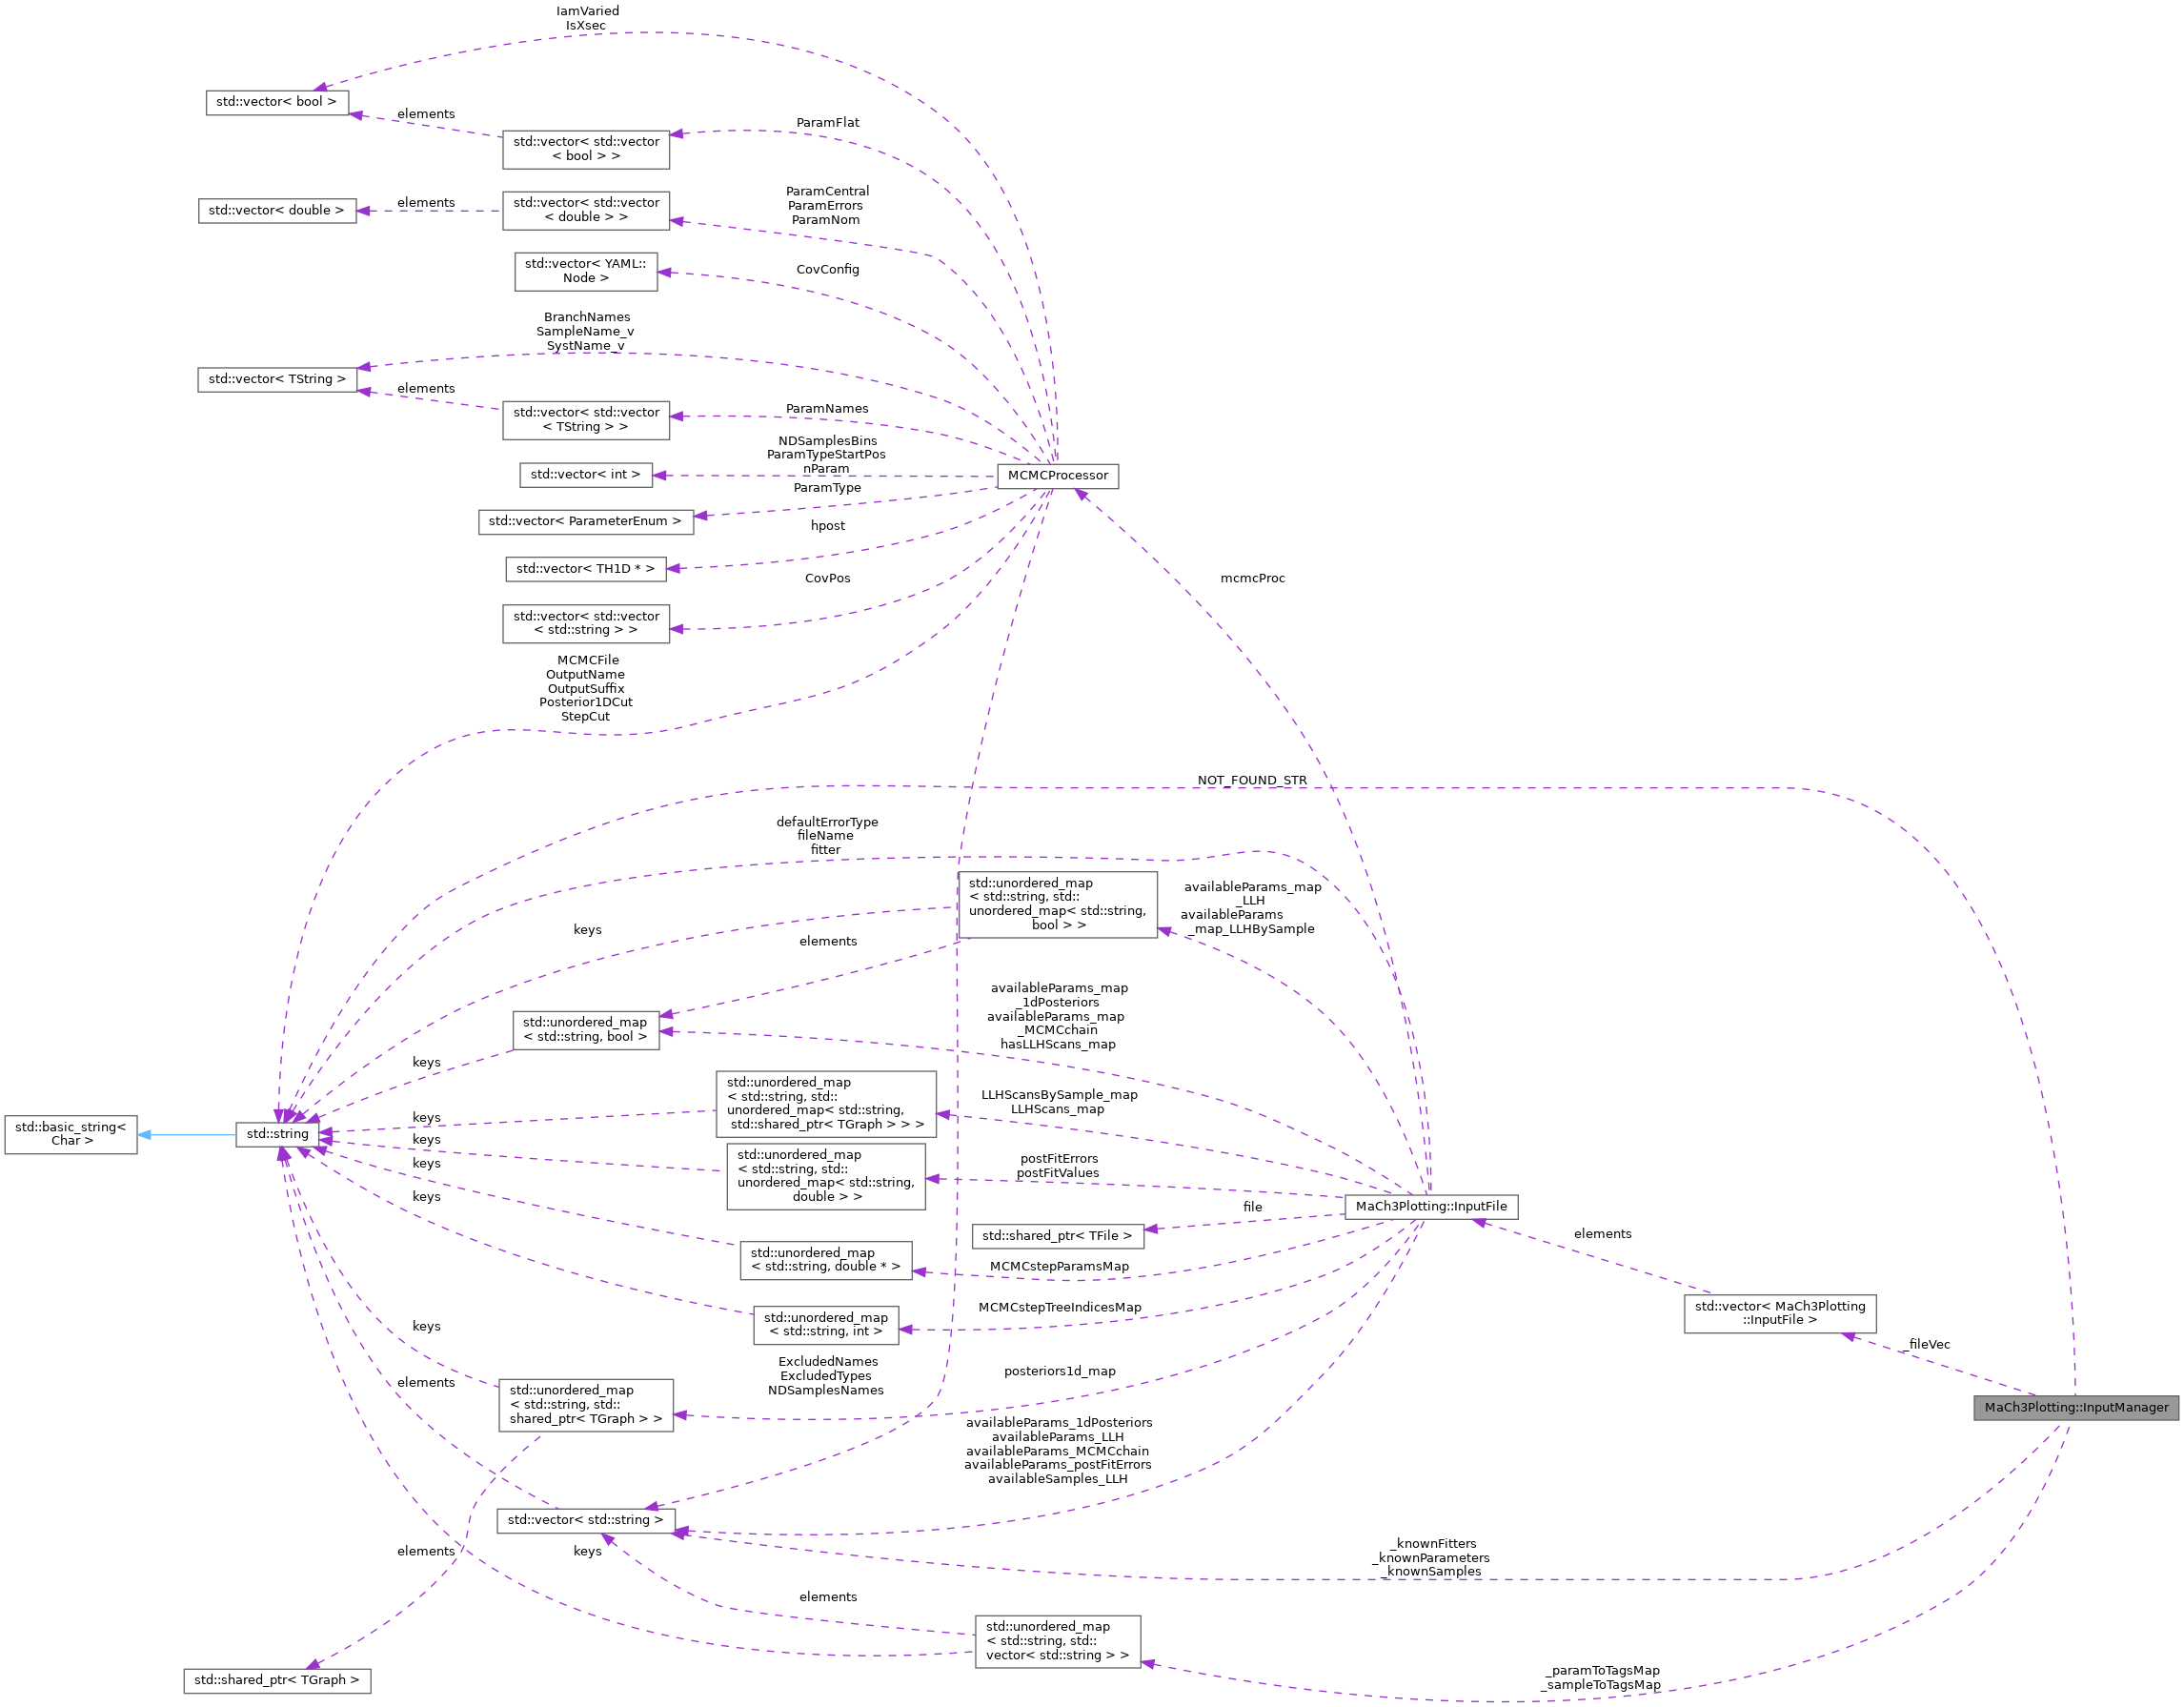 IamVaried
IsXsec
std::vector< bool >
elements
std::vector< std::vector
< bool > >
ParamFlat
std::vector< double >
elements
std::vector< std::vector
< double > >
ParamCentral
ParamErrors
ParamNom
std::vector< YAML::
Node >
CovConfig
BranchNames
SampleName_v
SystName_v
std::vector< TString >
elements
std::vector< std::vector
< TString > >
ParamNames
NDSamplesBins
ParamTypeStartPos
nParam
std::vector< int >
MCMCProcessor
ParamType
std::vector< ParameterEnum >
hpost
std::vector< TH1D * >
CovPos
mcmcProc
std::vector< std::vector
< std::string > >
MCMCFile
OutputName
OutputSuffix
Posterior1DCut
StepCut
NOT_FOUND_STR
defaultErrorType
fileName
fitter
std::unordered_map
< std::string, std::
unordered_map< std::string,
bool > >
availableParams_map
_LLH
availableParams
_map_LLHBySample
keys
elements
availableParams_map
_1dPosteriors
availableParams_map
_MCMCchain
hasLLHScans_map
std::unordered_map
< std::string, bool >
keys
std::unordered_map
< std::string, std::
unordered_map< std::string,
std::shared_ptr< TGraph > > >
LLHScansBySample_map
LLHScans_map
keys
std::basic_string<
Char >
std::string
keys
std::unordered_map
< std::string, std::
unordered_map< std::string,
double > >
postFitErrors
postFitValues
keys
keys
MaCh3Plotting::InputFile
file
std::shared_ptr< TFile >
elements
std::unordered_map
< std::string, double * >
MCMCstepParamsMap
std::unordered_map
< std::string, int >
MCMCstepTreeIndicesMap
std::vector< MaCh3Plotting
::InputFile >
_fileVec
keys
ExcludedNames
ExcludedTypes
NDSamplesNames
posteriors1d_map
elements
std::unordered_map
< std::string, std::
shared_ptr< TGraph > >
MaCh3Plotting::InputManager
availableParams_1dPosteriors
availableParams_LLH
availableParams_MCMCchain
availableParams_postFitErrors
availableSamples_LLH
std::vector< std::string >
elements
keys
_knownFitters
_knownParameters
_knownSamples
elements
std::unordered_map
< std::string, std::
vector< std::string > >
std::shared_ptr< TGraph >
_paramToTagsMap
_sampleToTagsMap